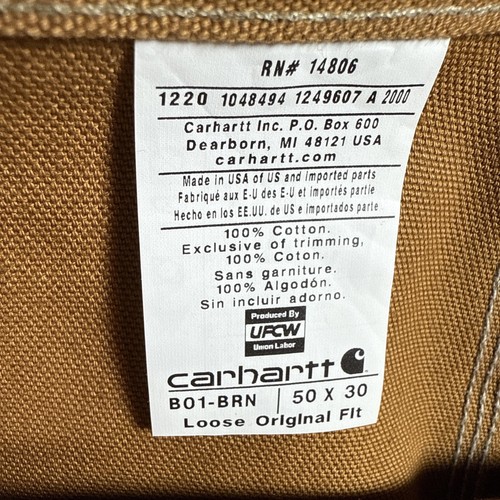 RN# 14806
1220 1048494 1249607 A 2000
Carhartt Inc. P.O. Box 600
Dearborn, MI 48121 USA
carhartt.com
Made in USA of US and imported parts
Fabriqué aux E-U des E-U et importés partie
Hecho en los EE.UU. de US e importados parte
100% Cotton.
Exclusive of trimming,
100% Coton.
Sans garniture.
100% Algodón.
Sin incluir adorno.
Produced By
UFCW
Union Labor
carhartt
B01-BRN 50 X 30
Loose Original Fit